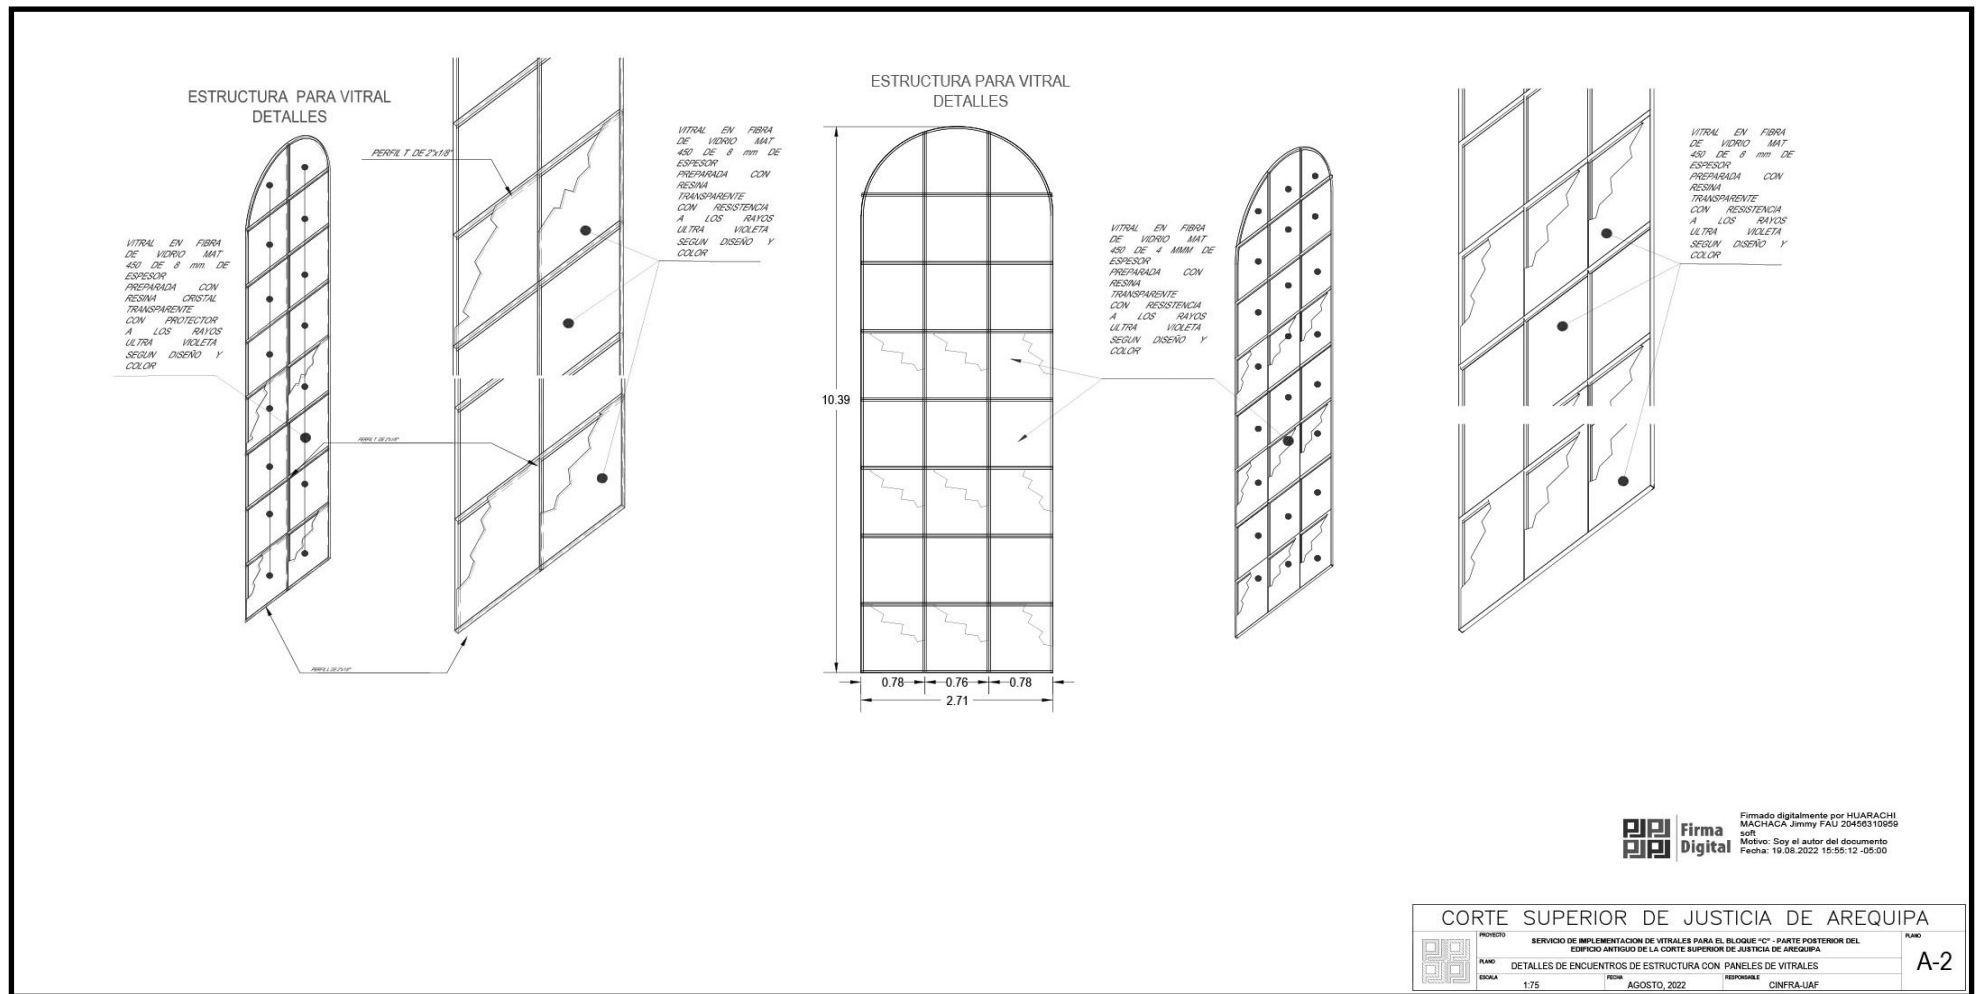 ESTRUCTURA PARA VITRAL
DETALLES
PERFIL T DE 2"x1/8"
VITRAL EN FIBRA
DE VIDRIO MAT
450 DE 8 mm DE
ESPESOR
PREPARADA CON
RESINA
TRANSPARENTE
CON RESISTENCIA
A LOS RAYOS
ULTRA VIOLETA
SEGUN DISEÑO Y
COLOR
VITRAL EN FIBRA
DE VIDRIO MAT
450 DE 8 mm DE
ESPESOR
PREPARADA CON
RESINA CRISTAL
TRANSPARENTE
CON PROTECTOR
A LOS RAYOS
ULTRA VIOLETA
SEGUN DISEÑO Y
COLOR
ESTRUCTURA PARA VITRAL
DETALLES
10.39
0.78
0.76
0.78
2.71
VITRAL EN FIBRA
DE VIDRIO MAT
450 DE 4 MMM DE
ESPESOR
PREPARADA CON
RESINA
TRANSPARENTE
CON RESISTENCIA
A LOS RAYOS
ULTRA VIOLETA
SEGUN DISEÑO Y
COLOR
VITRAL EN FIBRA
DE VIDRIO MAT
450 DE 8 mm DE
ESPESOR
PREPARADA CON
RESINA
TRANSPARENTE
CON RESISTENCIA
A LOS RAYOS
ULTRA VIOLETA
SEGUN DISEÑO Y
COLOR
Firma
Digital
Firmado digitalmente por HUARACHI
MACHACA Jimmy FAU 20456310959
soft
Motivo: Soy el autor del documento
Fecha: 19.08.2022 15:55:12 -05:00
CORTE SUPERIOR DE JUSTICIA DE AREQUIPA
PROYECTO
SERVICIO DE IMPLEMENTACION DE VITRALES PARA EL BLOQUE "C" - PARTE POSTERIOR DEL
EDIFICIO ANTIGUO DE LA CORTE SUPERIOR DE JUSTICIA DE AREQUIPA
PLANO
DETALLES DE ENCUENTROS DE ESTRUCTURA CON PANELES DE VITRALES
ESCALA
1:75
FECHA
AGOSTO, 2022
RESPONSABLE
CINFRA-UAF
PLANO
A-2